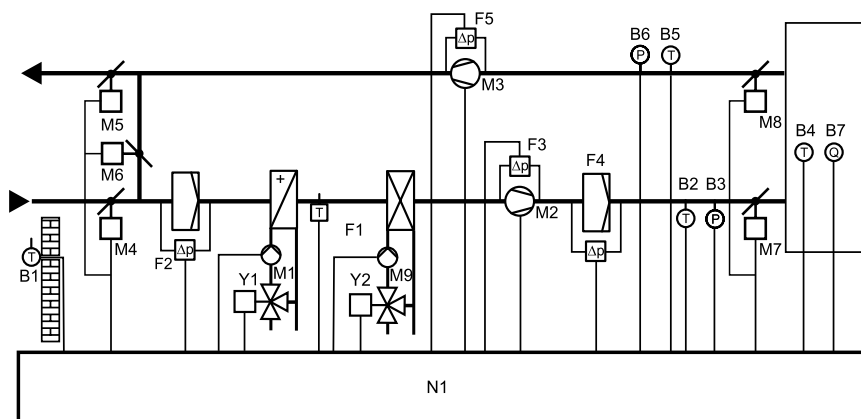 F5
B6 B5
Δp P T
M3
M5 M8
B4 B7
M6 F3 F4 T Q
Δp
+ B2 B3
T F1 M2 T P
M4 M7
F2 Δp Δp
T M1 M9
B1 Y1 Y2
N1